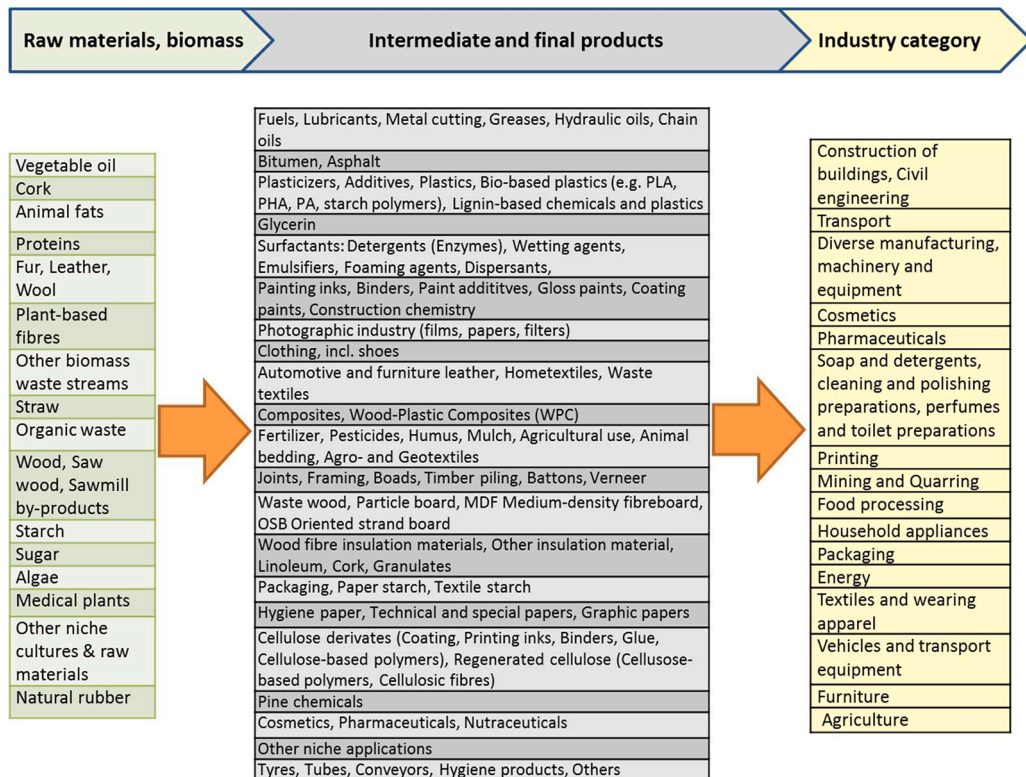 Raw materials, biomass
Intermediate and final products
Industry category
Vegetable oil
Cork
Animal fats
Proteins
Fur, Leather,
Wool
Plant-based
fibres
Other biomass
waste streams
Straw
Organic waste
Wood, Saw
wood, Sawmill
by-products
Starch
Sugar
Algae
Medical plants
Other niche
cultures & raw
materials
Natural rubber
Fuels, Lubricants, Metal cutting, Greases, Hydraulic oils, Chain
oils
Bitumen, Asphalt
Plasticizers, Additives, Plastics, Bio-based plastics (e.g. PLA,
PHA, PA, starch polymers), Lignin-based chemicals and plastics
Glycerin
Surfactants: Detergents (Enzymes), Wetting agents,
Emulsifiers, Foaming agents, Dispersants,
Painting inks, Binders, Paint addititves, Gloss paints, Coating
paints, Construction chemistry
Photographic industry (films, papers, filters)
Clothing, incl. shoes
Automotive and furniture leather, Hometextiles, Waste
textiles
Composites, Wood-Plastic Composites (WPC)
Fertilizer, Pesticides, Humus, Mulch, Agricultural use, Animal
bedding, Agro- and Geotextiles
Joints, Framing, Boads, Timber piling, Battons, Verneer
Waste wood, Particle board, MDF Medium-density fibreboard,
OSB Oriented strand board
Wood fibre insulation materials, Other insulation material,
Linoleum, Cork, Granulates
Packaging, Paper starch, Textile starch
Hygiene paper, Technical and special papers, Graphic papers
Cellulose derivates (Coating, Printing inks, Binders, Glue,
Cellulose-based polymers), Regenerated cellulose (Cellusose-
based polymers, Cellulosic fibres)
Pine chemicals
Cosmetics, Pharmaceuticals, Nutraceuticals
Other niche applications
Tyres, Tubes, Conveyors, Hygiene products, Others
Construction of
buildings, Civil
engineering
Transport
Diverse manufacturing,
machinery and
equipment
Cosmetics
Pharmaceuticals
Soap and detergents,
cleaning and polishing
preparations, perfumes
and toilet preparations
Printing
Mining and Quarring
Food processing
Household appliances
Packaging
Energy
Textiles and wearing
apparel
Vehicles and transport
equipment
Furniture
Agriculture